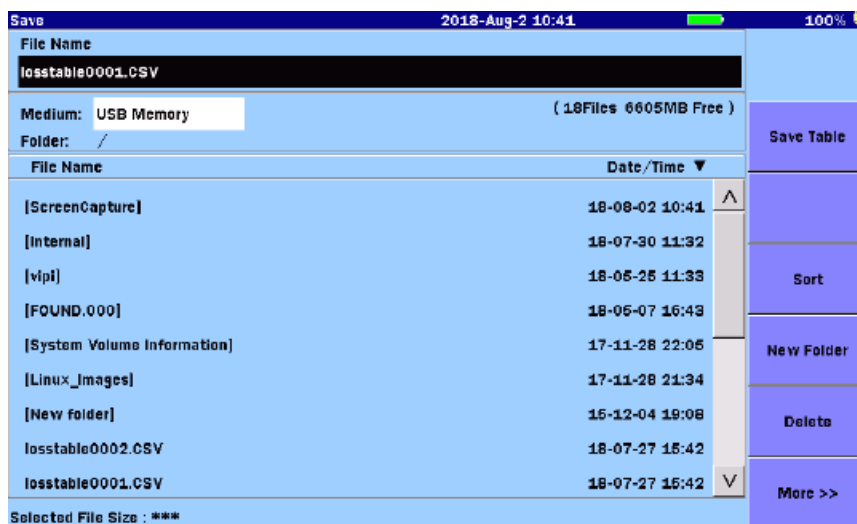 Save 2018-Aug-2 10:41 100%
File Name
losstable0001.CSV
Medium: USB Memory (18Files 6605MB Free)
Folder: /
Save Table
File Name Date/Time ▼
[ScreenCapture] 18-08-02 10:41
[Internal] 18-07-30 11:32
[vipi] 18-05-25 11:33
Sort
[FOUND.000] 18-05-07 15:43
[System Volume Information] 17-11-28 22:05
New Folder
[Linux_Images] 17-11-28 21:34
[New folder] 15-12-04 19:08
Delete
losstable0002.CSV 18-07-27 15:42
losstable0001.CSV 18-07-27 15:42
More >>
Selected File Size : ***